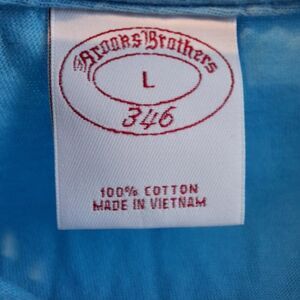 Brooks Brothers
L
346
100% COTTON
MADE IN VIETNAM